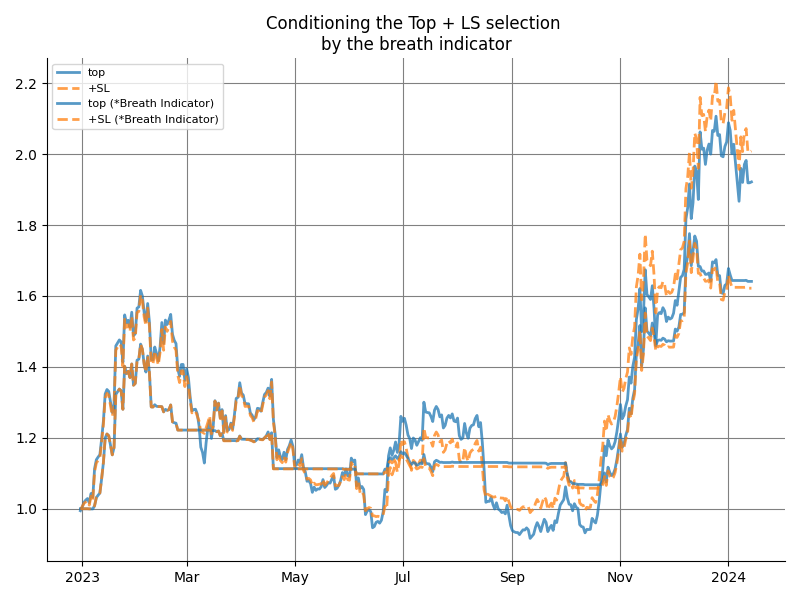 Conditioning the Top + LS selection
by the breath indicator
top
+SL
top (*Breath Indicator)
+SL (*Breath Indicator)
2.2
2.0
1.8
1.6
1.4
1.2
1.0
2023 Mar May Jul Sep Nov 2024